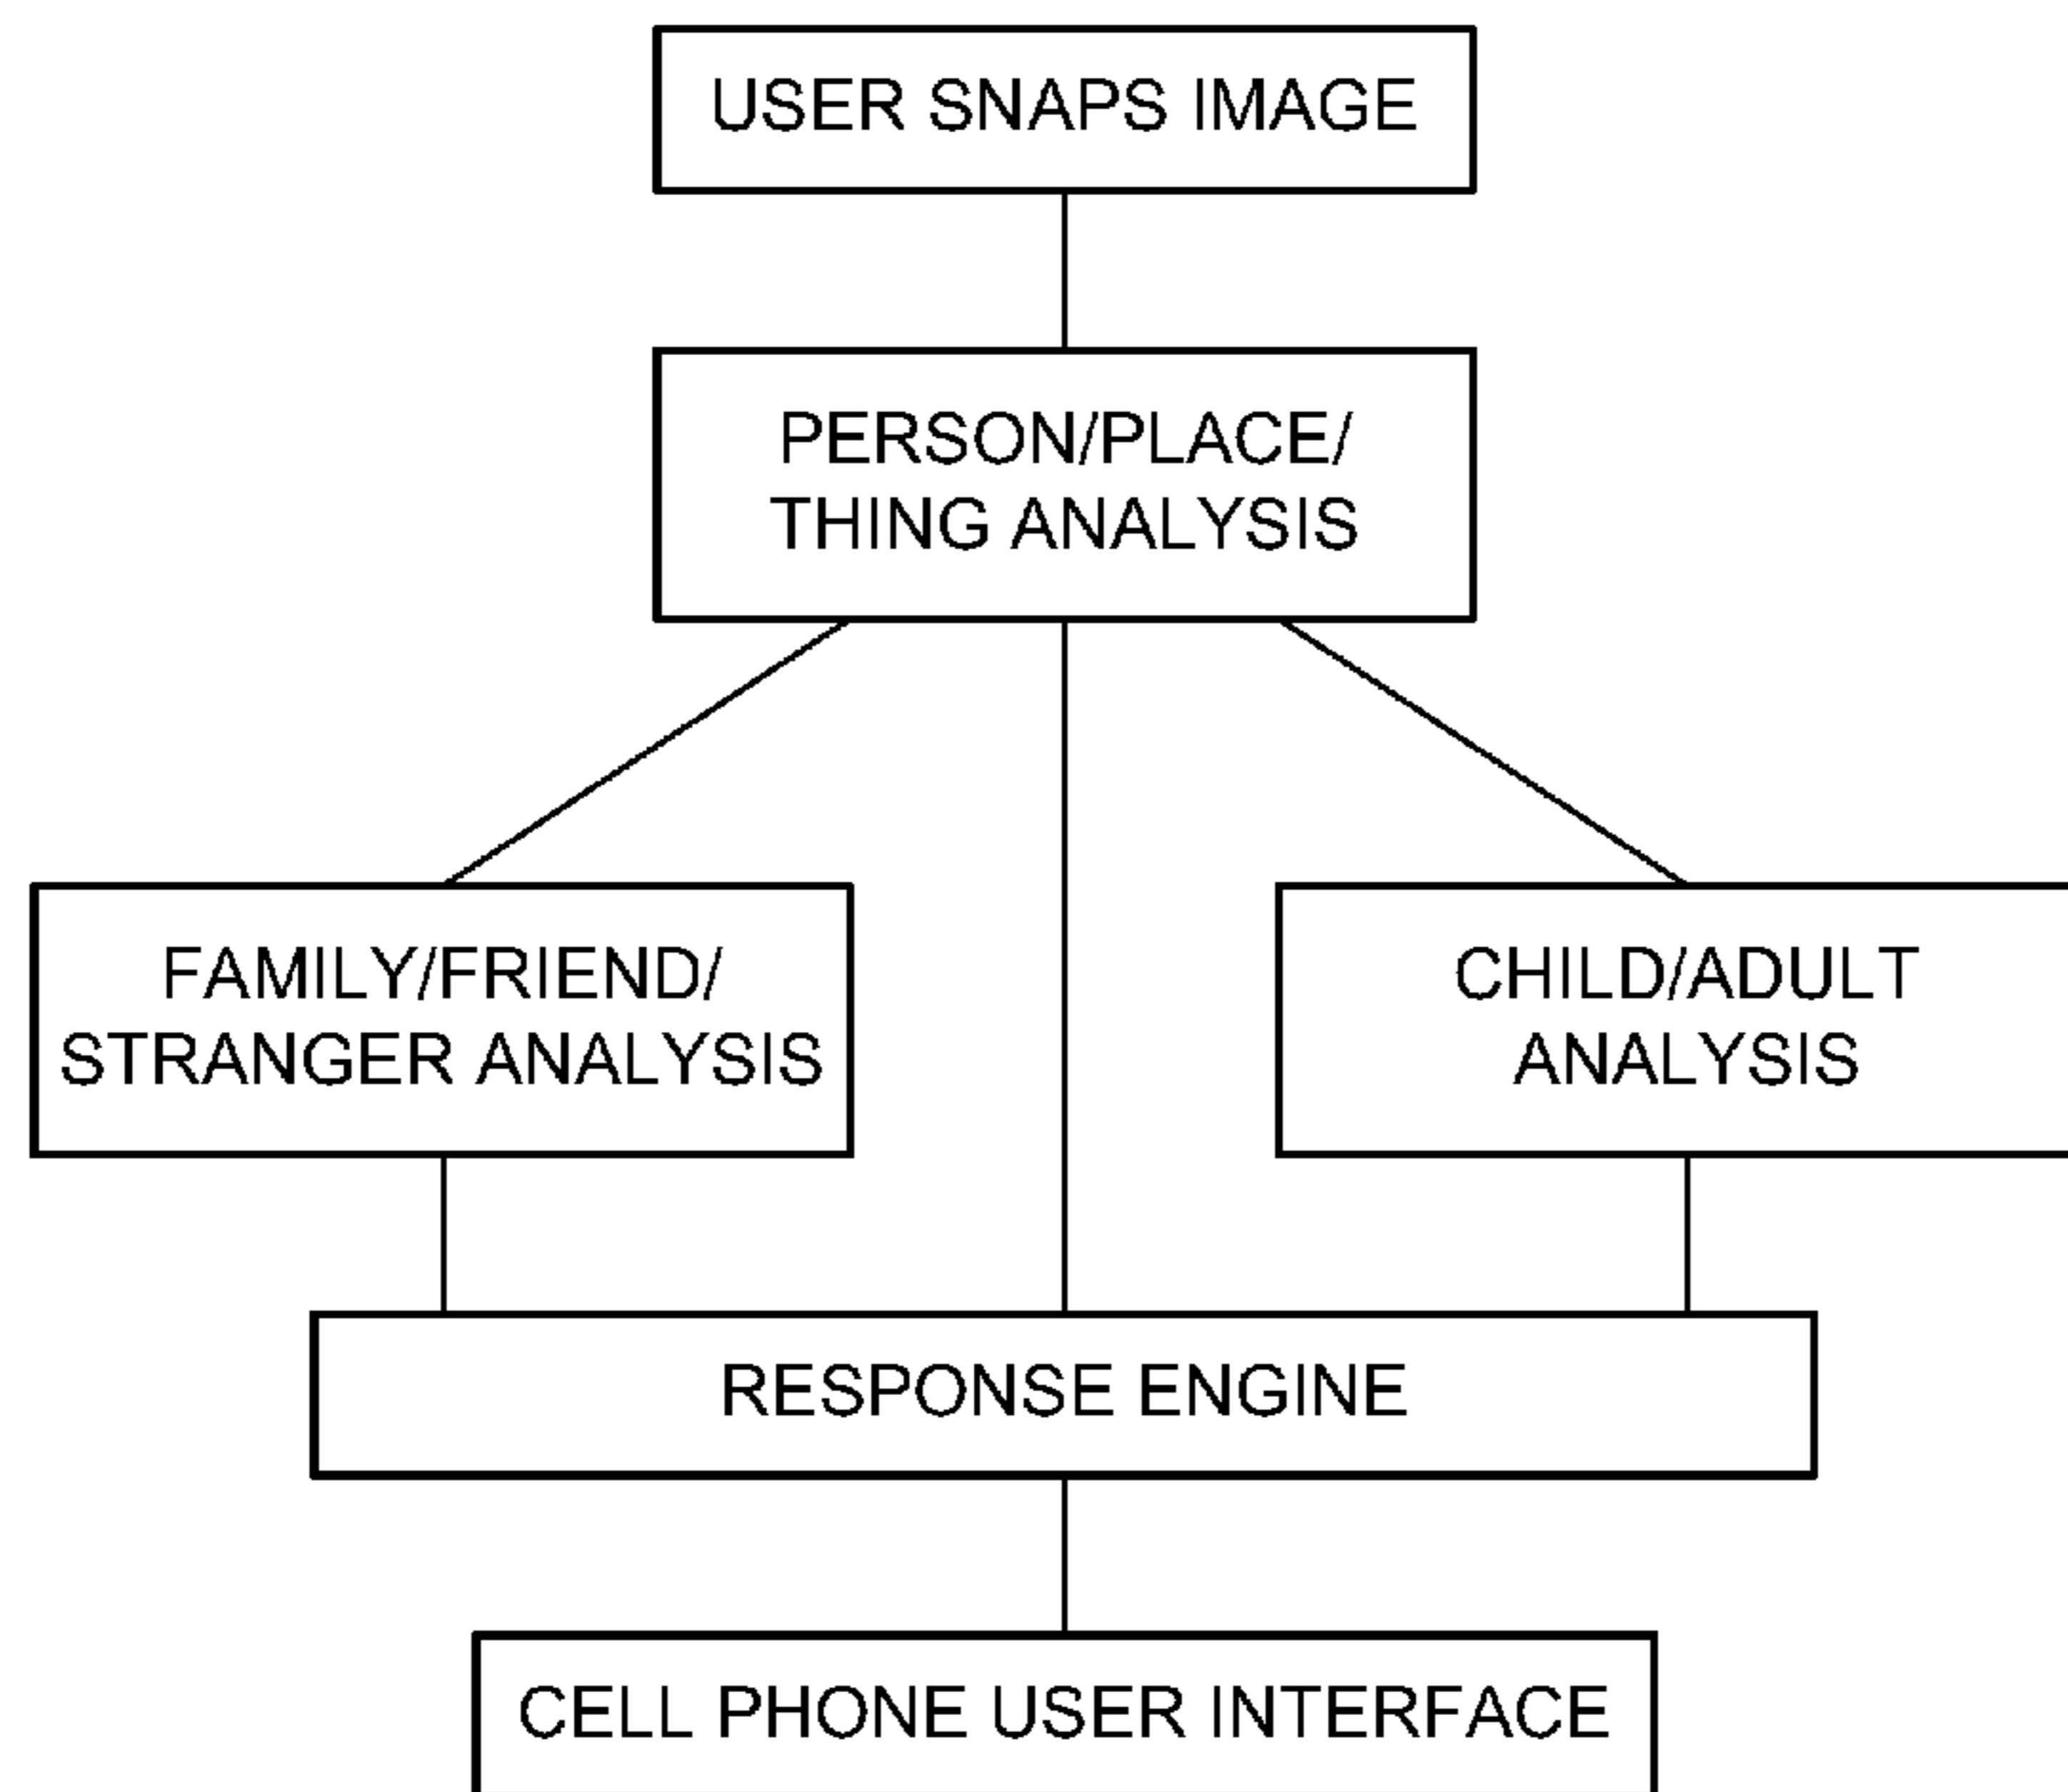 USER SNAPS IMAGE
PERSON/PLACE/
THING ANALYSIS
FAMILY/FRIEND/
STRANGER ANALYSIS
CHILD/ADULT
ANALYSIS
RESPONSE ENGINE
CELL PHONE USER INTERFACE